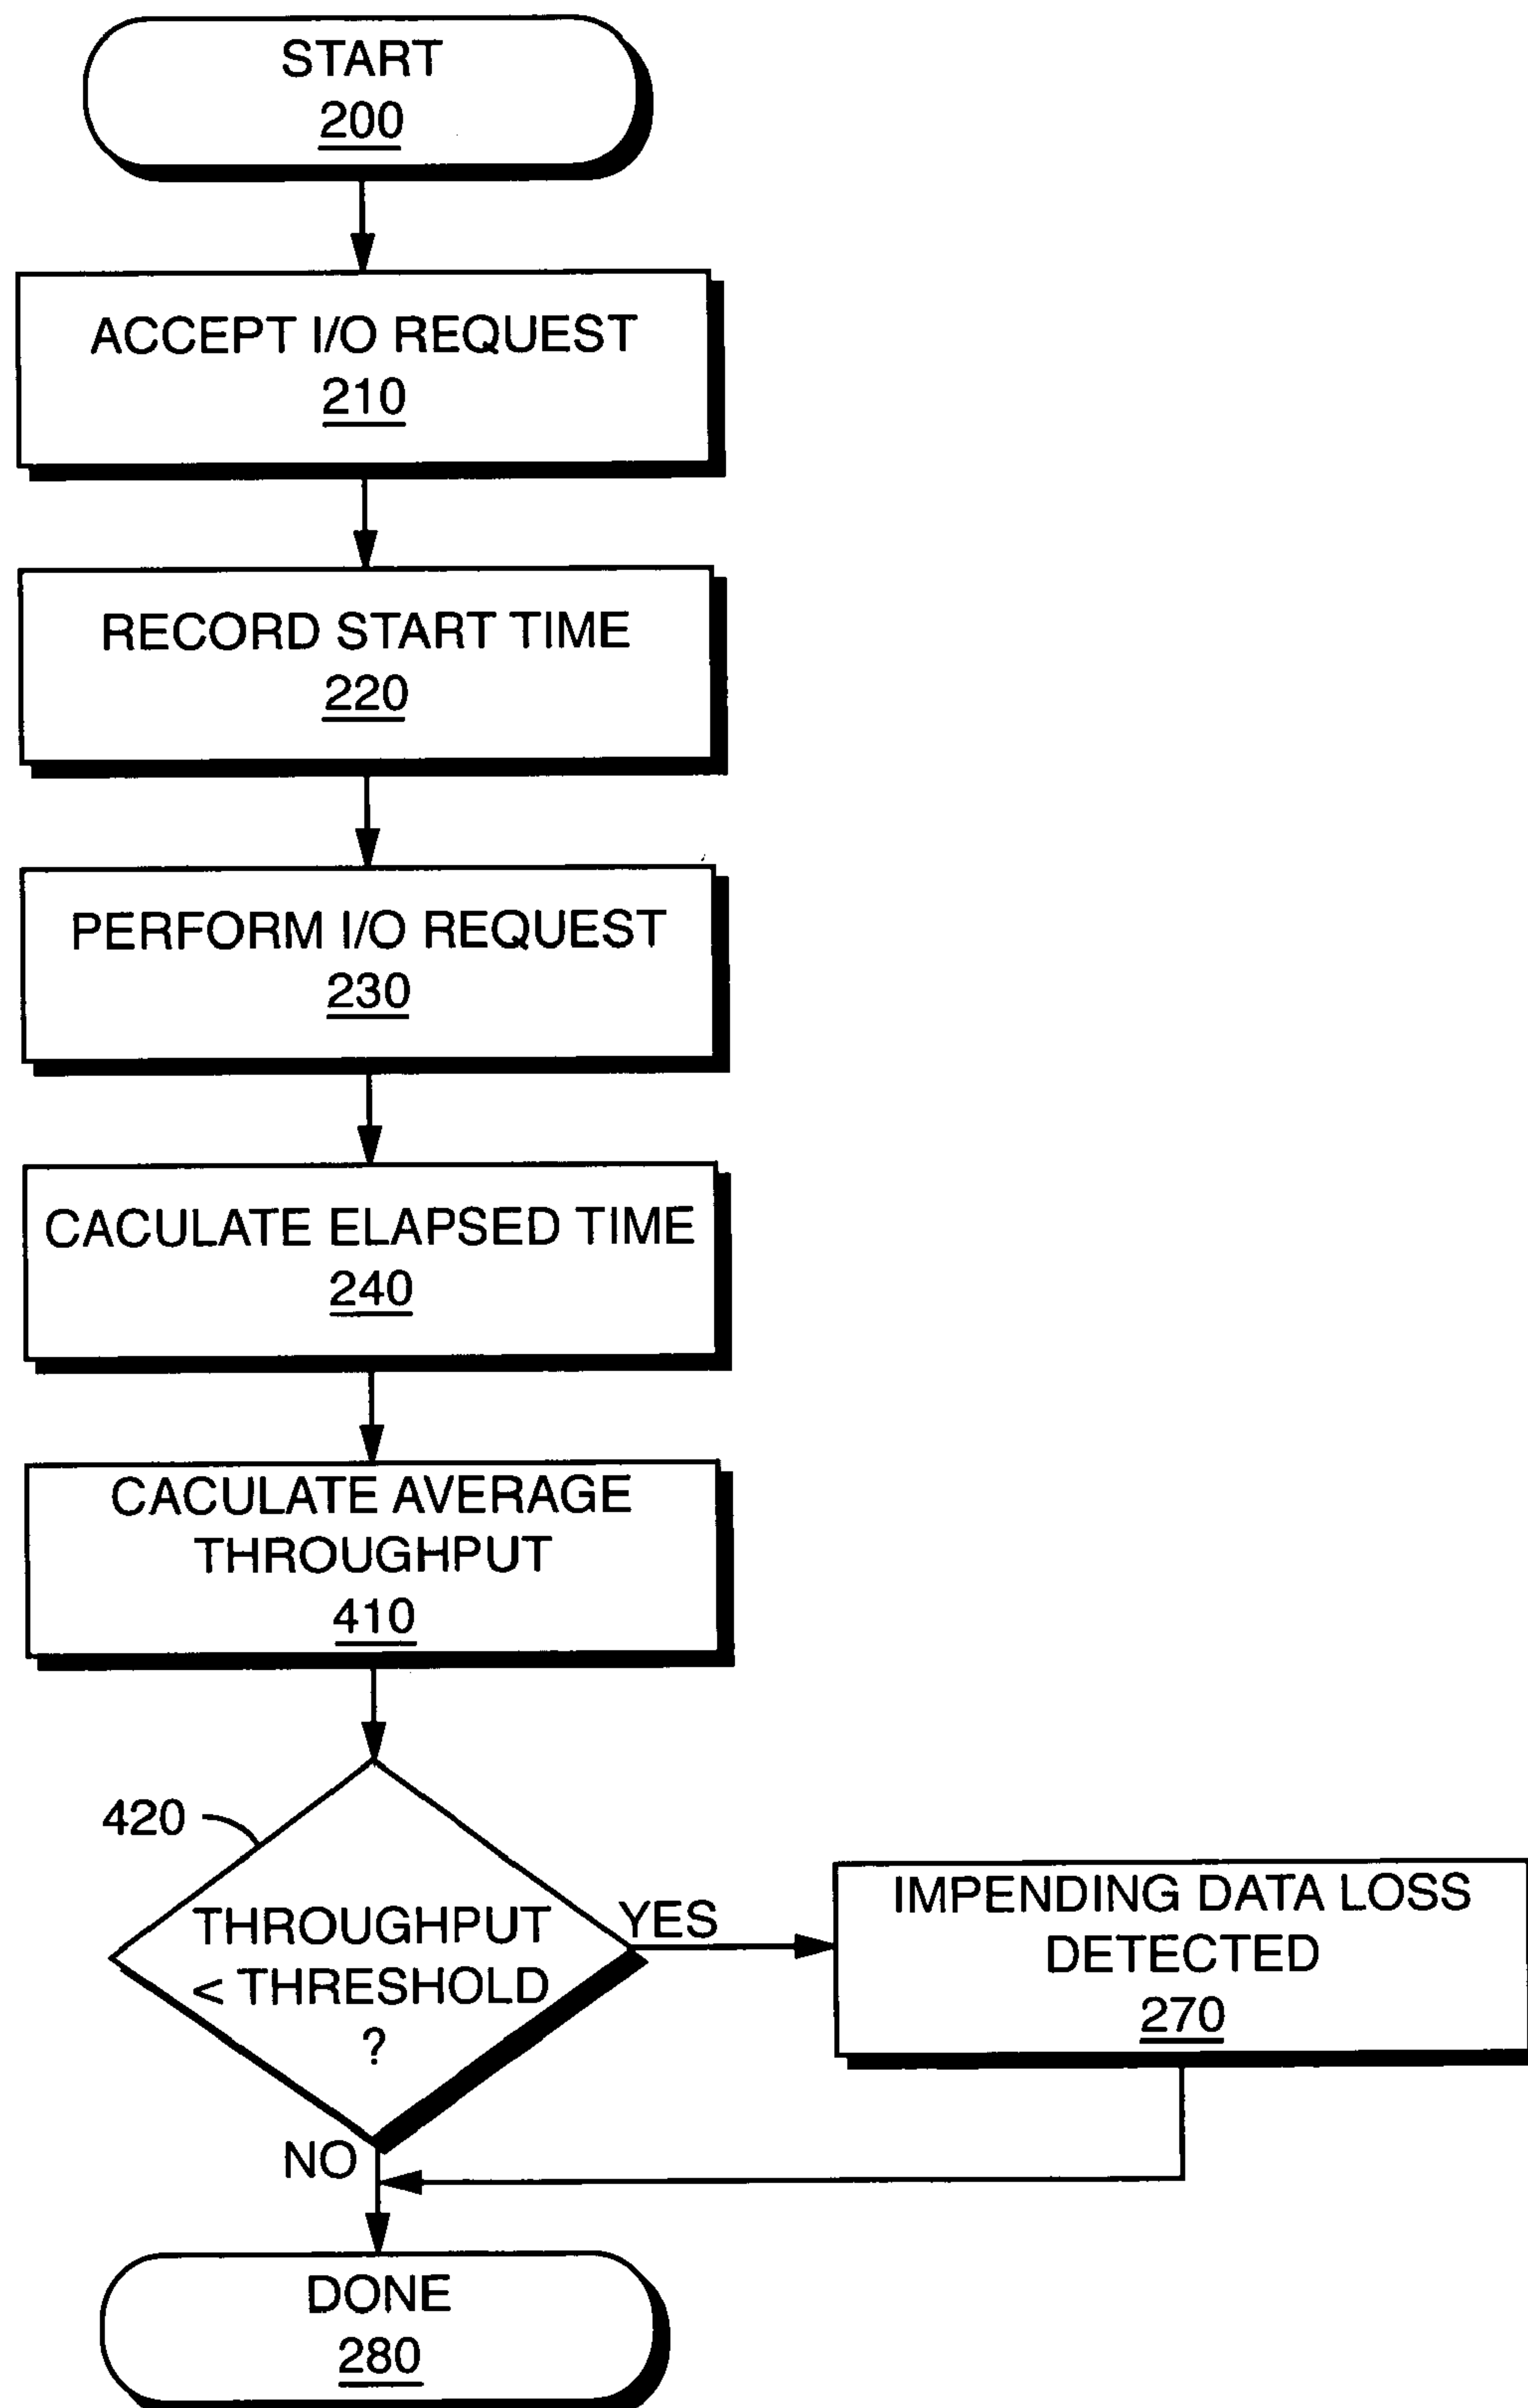 START
200
ACCEPT I/O REQUEST
210
RECORD START TIME
220
PERFORM I/O REQUEST
230
CACULATE ELAPSED TIME
240
CACULATE AVERAGE
THROUGHPUT
410
420
THROUGHPUT
< THRESHOLD
?
YES
IMPENDING DATA LOSS
DETECTED
270
NO
DONE
280